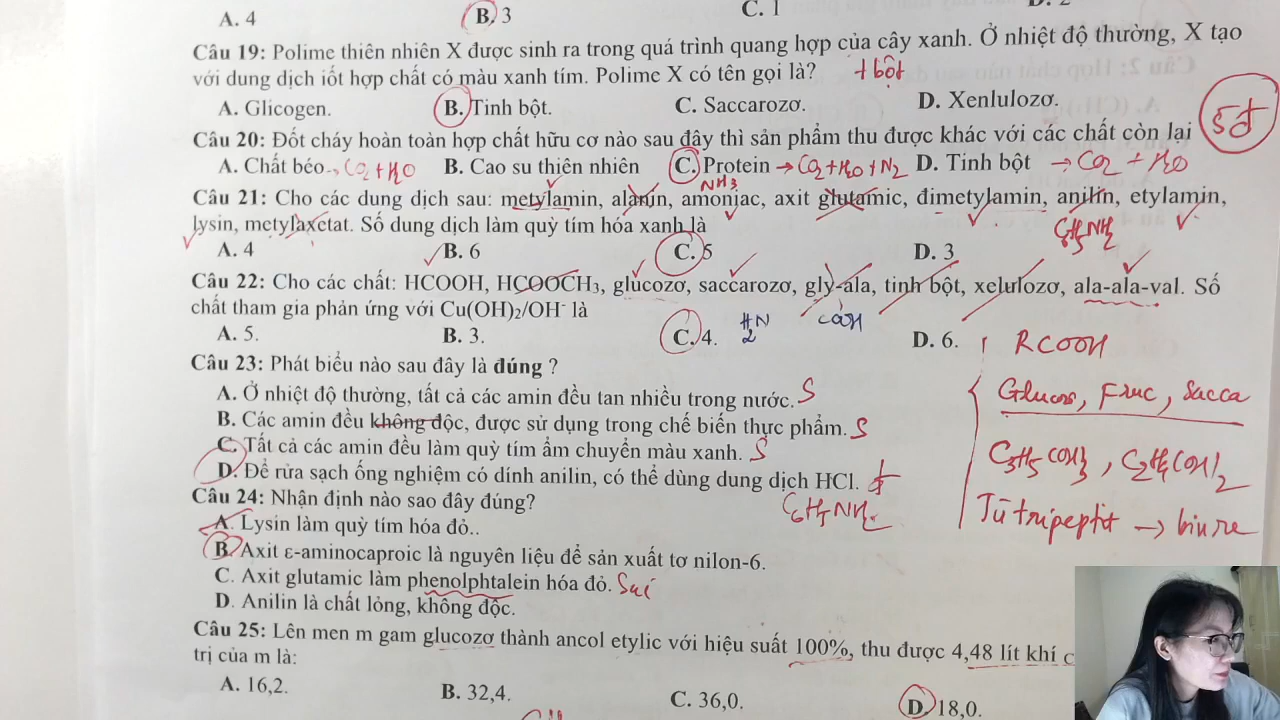 A. 4 B. 3 C. 1 D. 2
Câu 19: Polime thiên nhiên X được sinh ra trong quá trình quang hợp của cây xanh. Ở nhiệt độ thường, X tạo
với dung dịch iốt hợp chất có màu xanh tím. Polime X có tên gọi là? t bột
A. Glicogen. B. Tinh bột. C. Saccarozơ. D. Xenlulozơ.
5đ
Câu 20: Đốt cháy hoàn toàn hợp chất hữu cơ nào sau đây thì sản phẩm thu được khác với các chất còn lại
A. Chất béo → CO2 + H2O B. Cao su thiên nhiên C. Protein → CO2 + H2O + N2 D. Tinh bột → CO2 + H2O
NH3
Câu 21: Cho các dung dịch sau: metylamin, alanin, amoniac, axit glutamic, đimetylamin, anilin, etylamin,
lysin, metylaxetat. Số dung dịch làm quỳ tím hóa xanh là C6H5NH2
A. 4 B. 6 C. 5 D. 3
Câu 22: Cho các chất: HCOOH, HCOOCH3, glucozơ, saccarozơ, gly-ala, tinh bột, xelulozơ, ala-ala-val. Số
chất tham gia phản ứng với Cu(OH)2/OH- là H2N COOH
A. 5. B. 3. C. 4. D. 6. RCOOH
Câu 23: Phát biểu nào sau đây là đúng ?
A. Ở nhiệt độ thường, tất cả các amin đều tan nhiều trong nước. S
Glucos, Fruc, Sacca
B. Các amin đều không độc, được sử dụng trong chế biến thực phẩm. S
C. Tất cả các amin đều làm quỳ tím ẩm chuyển màu xanh. S
C3H5(OH)3, C2H4(OH)2
D. Để rửa sạch ống nghiệm có dính anilin, có thể dùng dung dịch HCl. đ
Câu 24: Nhận định nào sao đây đúng? C6H5NH2
Từ tripeptit → biure
A. Lysin làm quỳ tím hóa đỏ..
B. Axit ε-aminocaproic là nguyên liệu để sản xuất tơ nilon-6.
C. Axit glutamic làm phenolphtalein hóa đỏ. Sai
D. Anilin là chất lỏng, không độc.
Câu 25: Lên men m gam glucozơ thành ancol etylic với hiệu suất 100%, thu được 4,48 lít khí
trị của m là:
A. 16,2. B. 32,4. C. 36,0. D. 18,0.